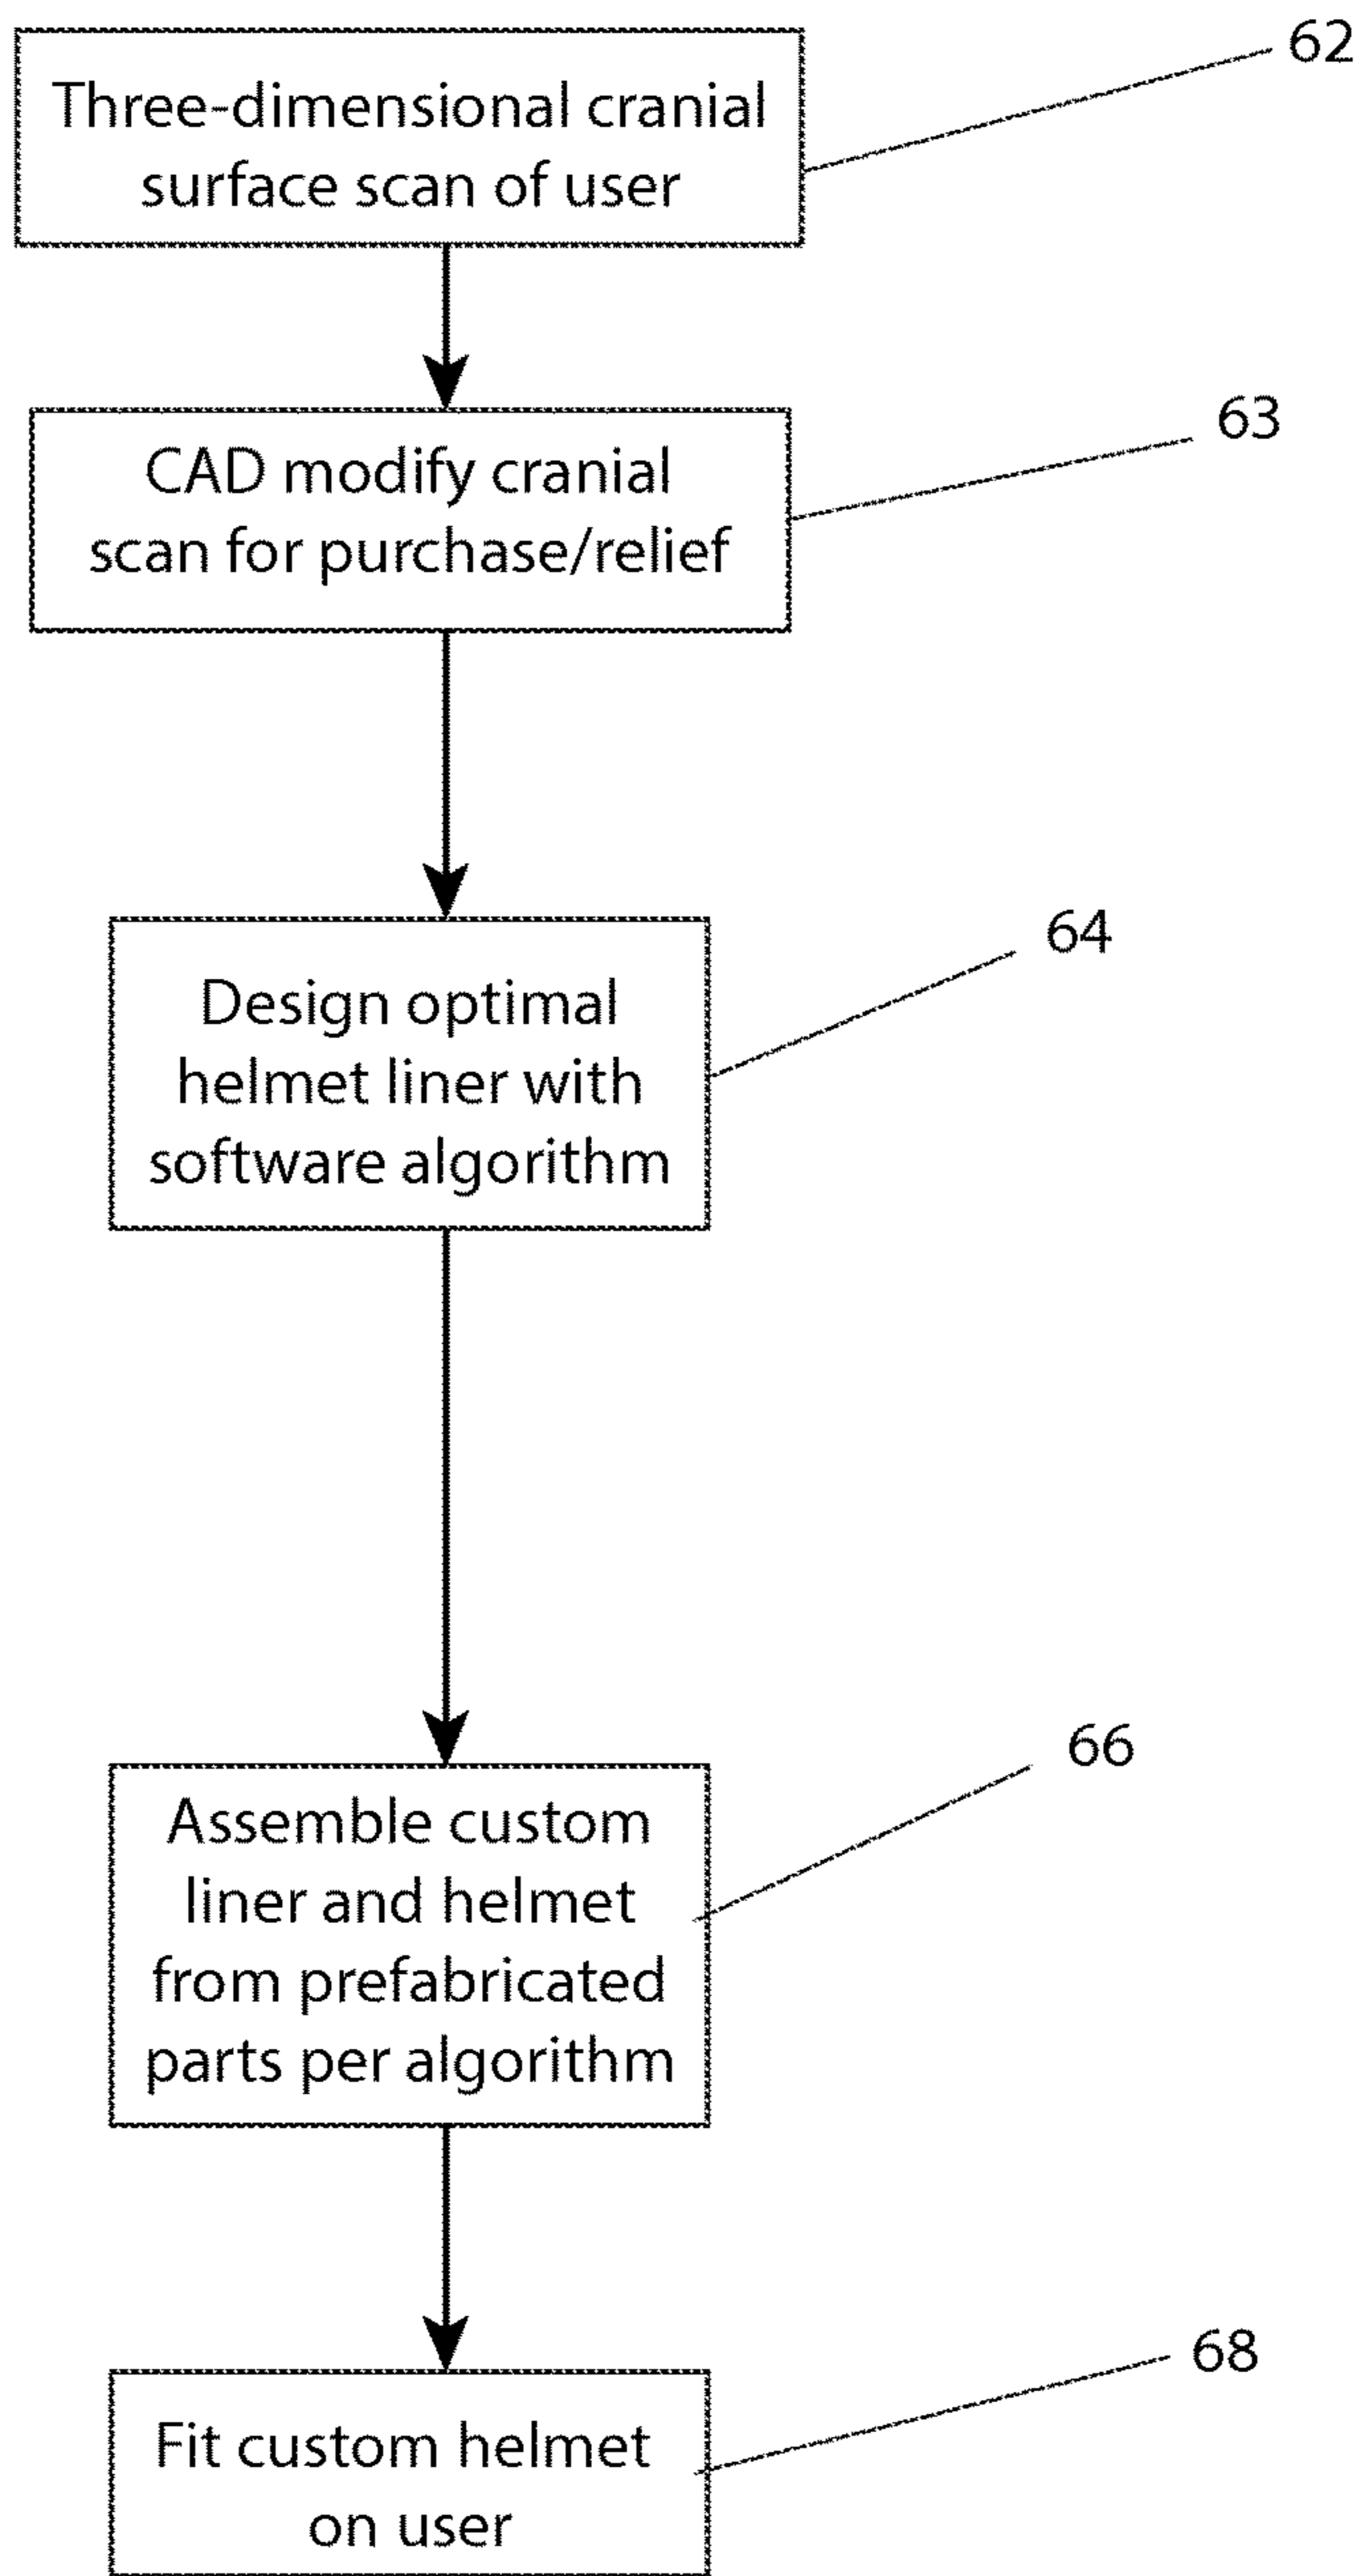 62
Three-dimensional cranial
surface scan of user
63
CAD modify cranial
scan for purchase/relief
64
Design optimal
helmet liner with
software algorithm
66
Assemble custom
liner and helmet
from prefabricated
parts per algorithm
68
Fit custom helmet
on user